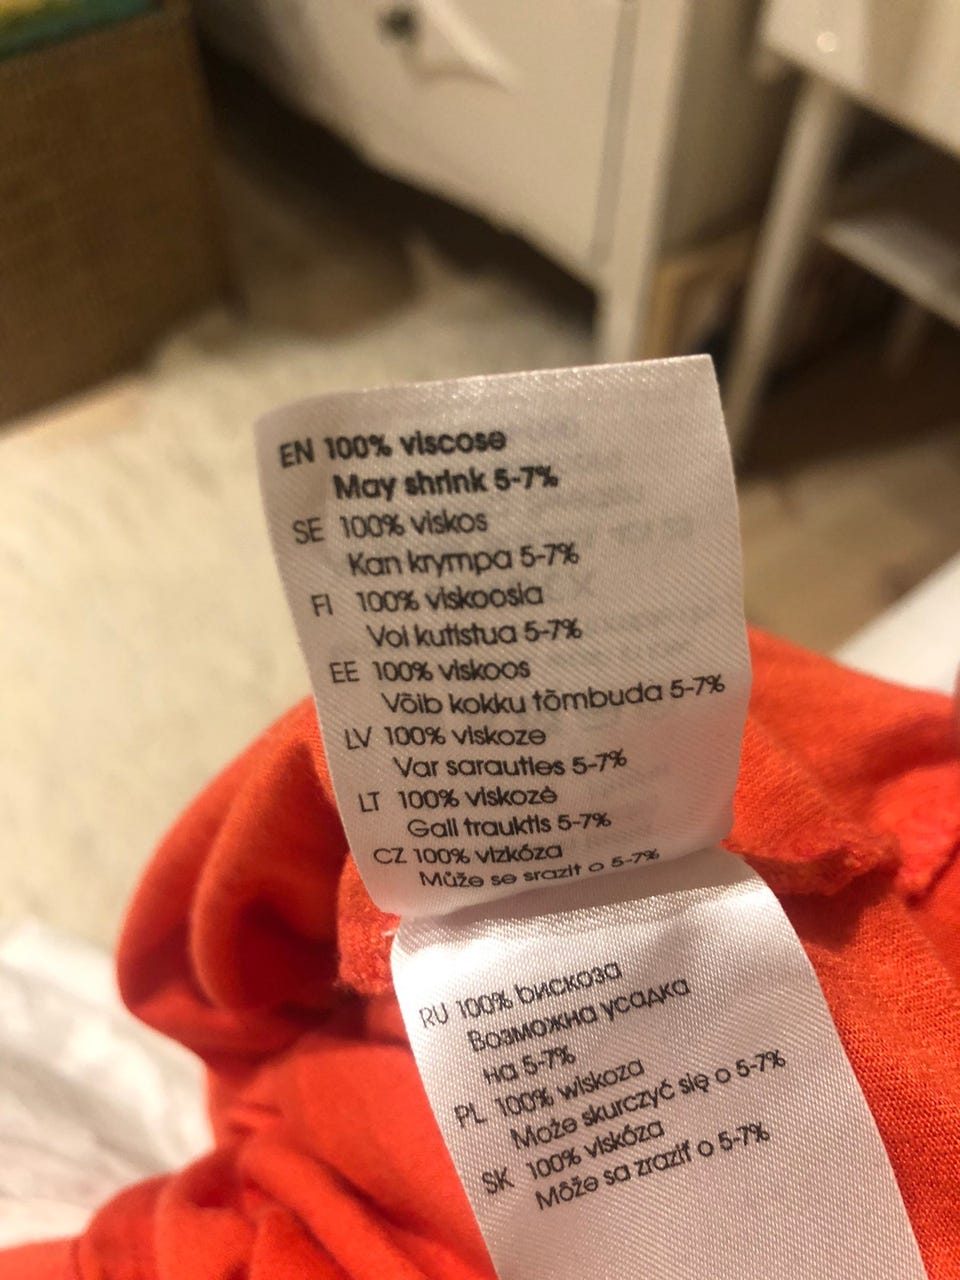 EN 100% viscose
May shrink 5-7%
SE 100% viskos
Kan krympa 5-7%
FI 100% viskoosia
Voi kutistua 5-7%
EE 100% viskoos
Võib kokku tõmbuda 5-7%
LV 100% viskoze
Var sarauties 5-7%
LT 100% viskozė
Gali trauktis 5-7%
CZ 100% vizkóza
Může se srazit o 5-7%
RU 100% вискоза
Возможна усадка
на 5-7%
PL 100% wiskoza
Może skurczyć się o 5-7%
SK 100% viskóza
Môže sa zraziť o 5-7%